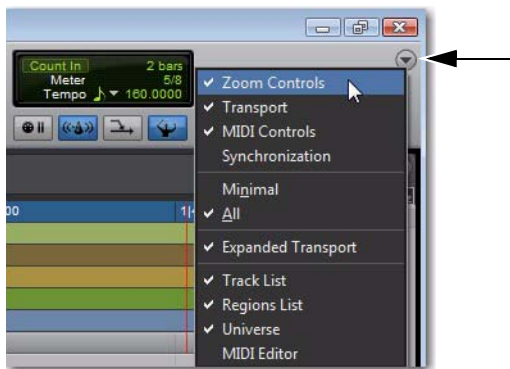 Count In 2 bars
Meter 5/8
Tempo 160.0000
Zoom Controls
Transport
MIDI Controls
Synchronization
Minimal
All
Expanded Transport
Track List
Regions List
Universe
MIDI Editor
00